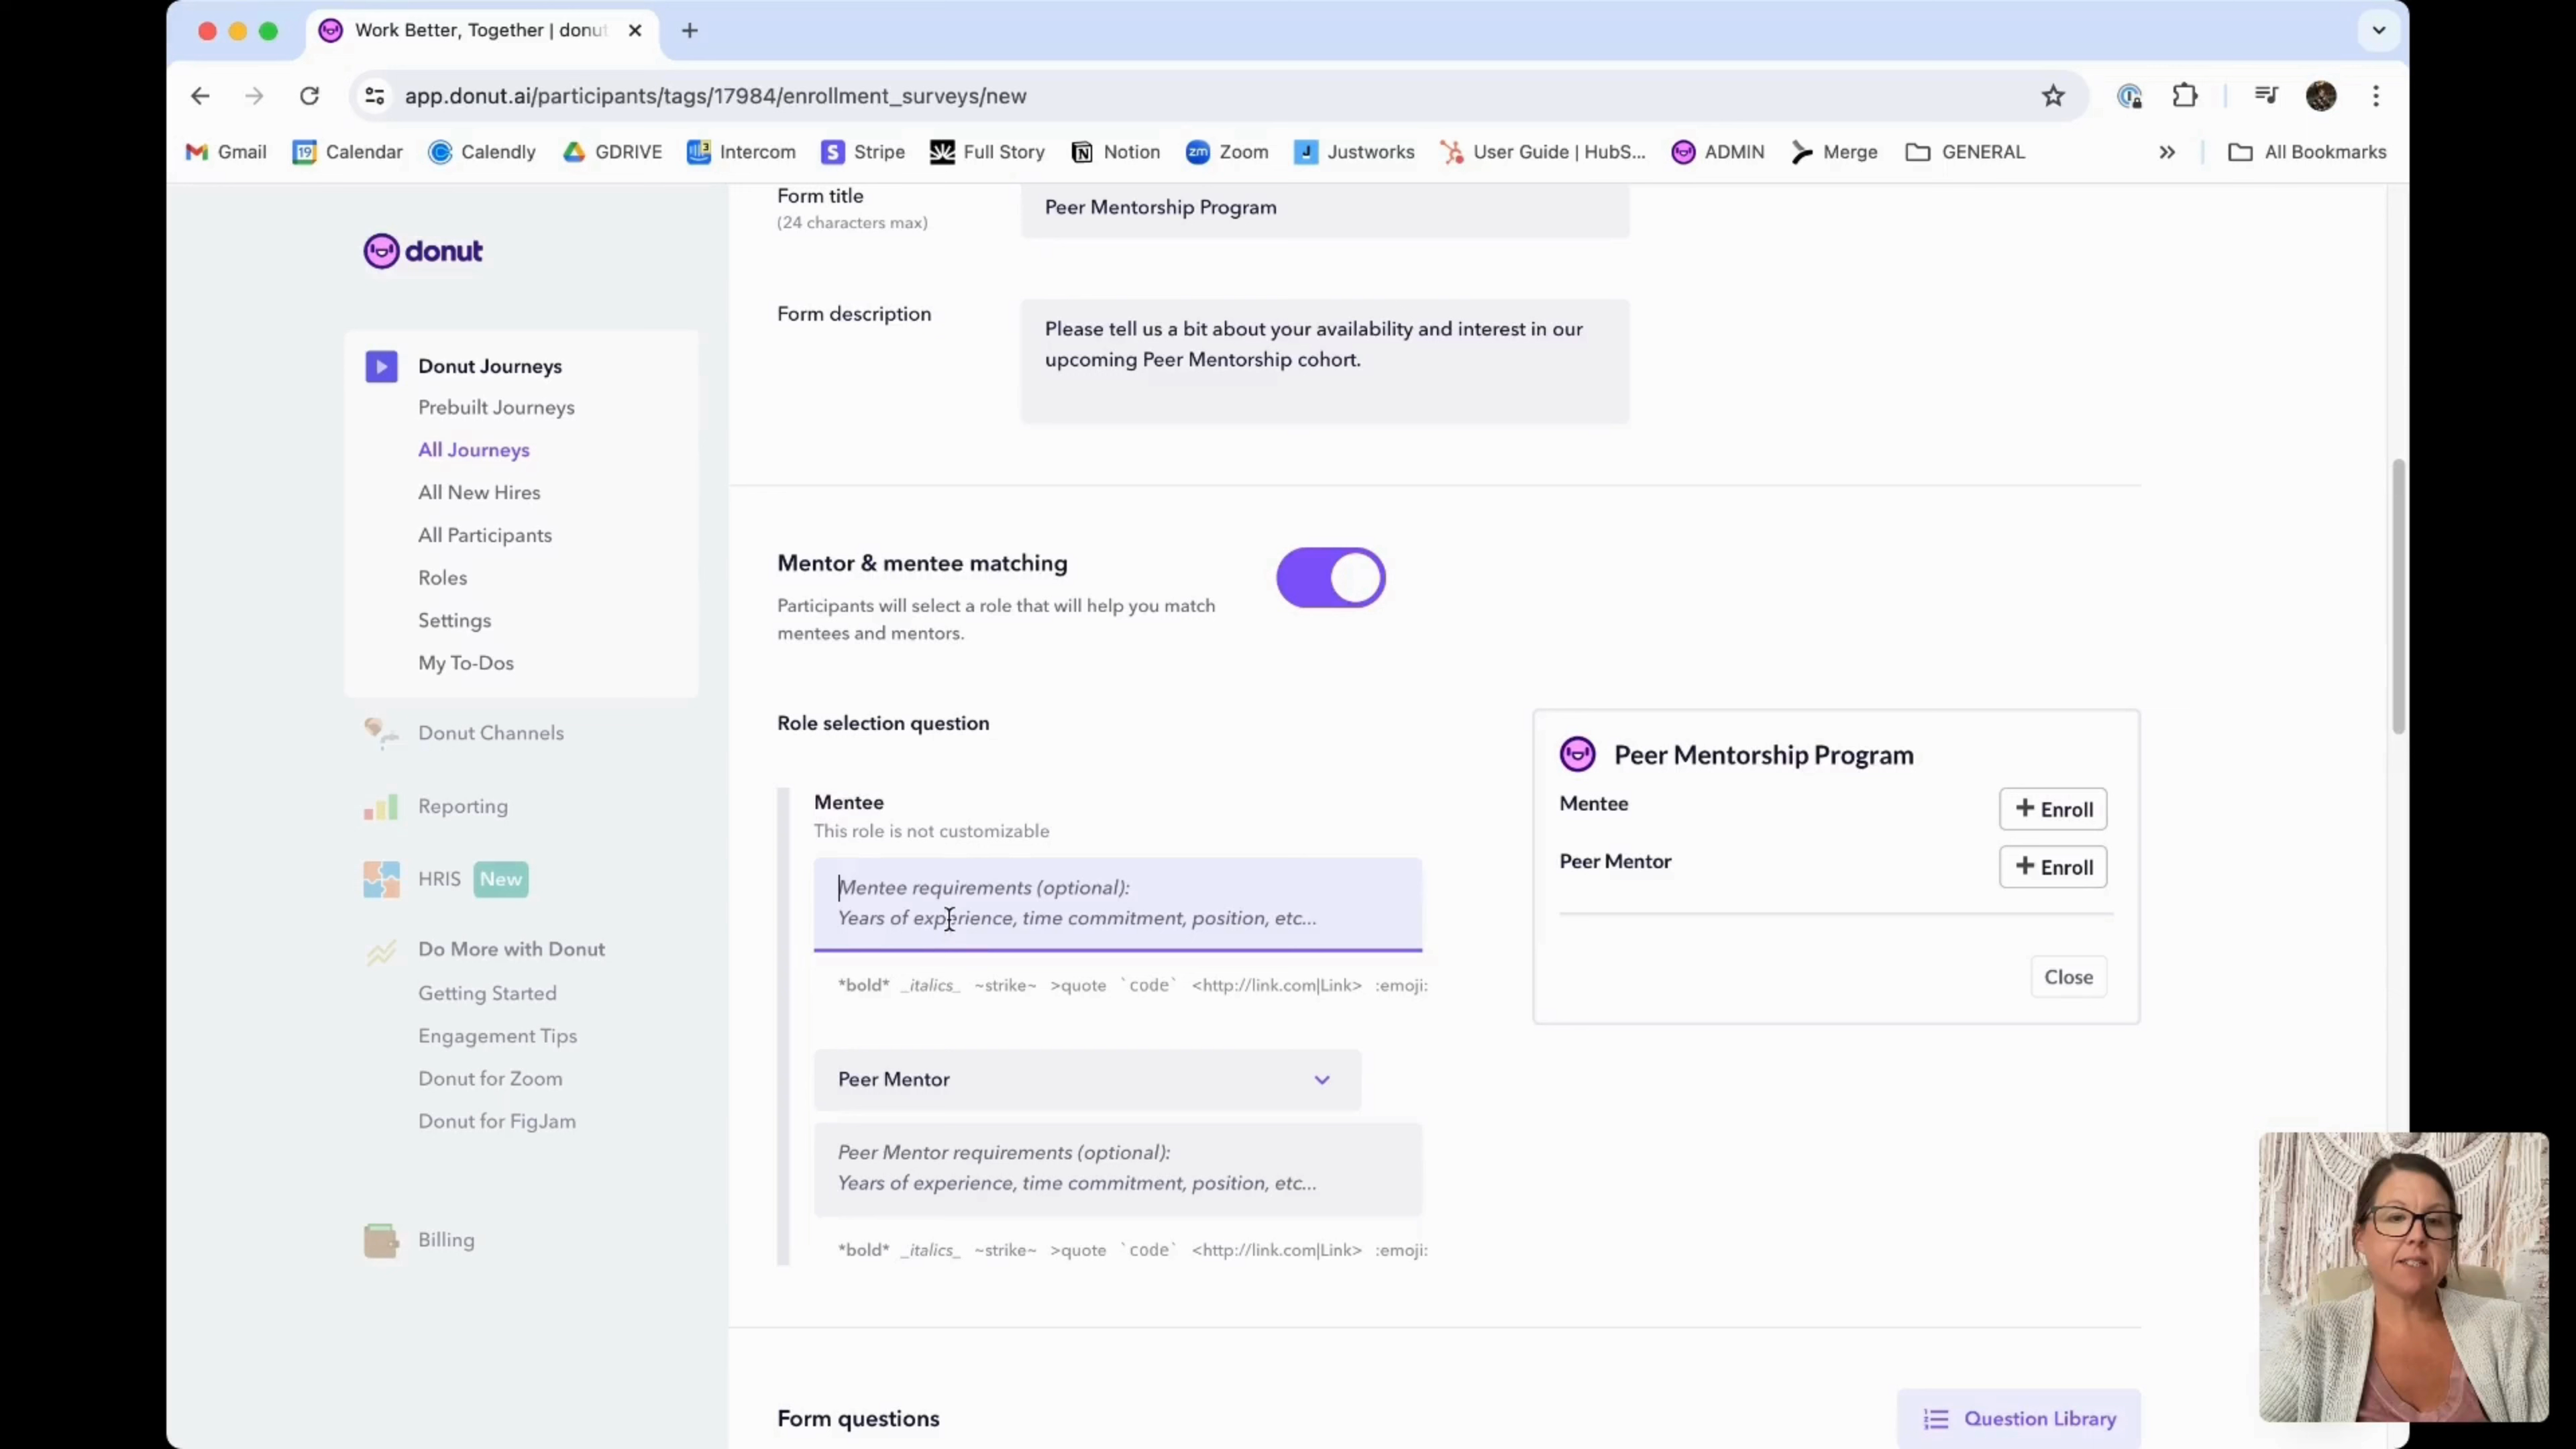 Work Better, Together | donu
app.donut.ai/participants/tags/17984/enrollment_surveys/new
Gmail
19 Calendar
Calendly
GDRIVE
3 Intercom
S Stripe
Full Story
Notion
zm Zoom
J Justworks
User Guide | HubS...
ADMIN
Merge
GENERAL
»
All Bookmarks
donut
Donut Journeys
Prebuilt Journeys
All Journeys
All New Hires
All Participants
Roles
Settings
My To-Dos
Donut Channels
Reporting
HRIS New
Do More with Donut
Getting Started
Engagement Tips
Donut for Zoom
Donut for FigJam
Billing
Form title
(24 characters max)
Peer Mentorship Program
Form description
Please tell us a bit about your availability and interest in our
upcoming Peer Mentorship cohort.
Mentor & mentee matching
Participants will select a role that will help you match
mentees and mentors.
Role selection question
Mentee
This role is not customizable
Mentee requirements (optional):
Years of experience, time commitment, position, etc...
*bold* _italics_ ~strike~ >quote `code` <http://link.com|Link> :emoji:
Peer Mentor
Peer Mentor requirements (optional):
Years of experience, time commitment, position, etc...
*bold* _italics_ ~strike~ >quote `code` <http://link.com|Link> :emoji:
Peer Mentorship Program
Mentee
+ Enroll
Peer Mentor
+ Enroll
Close
Form questions
Question Library